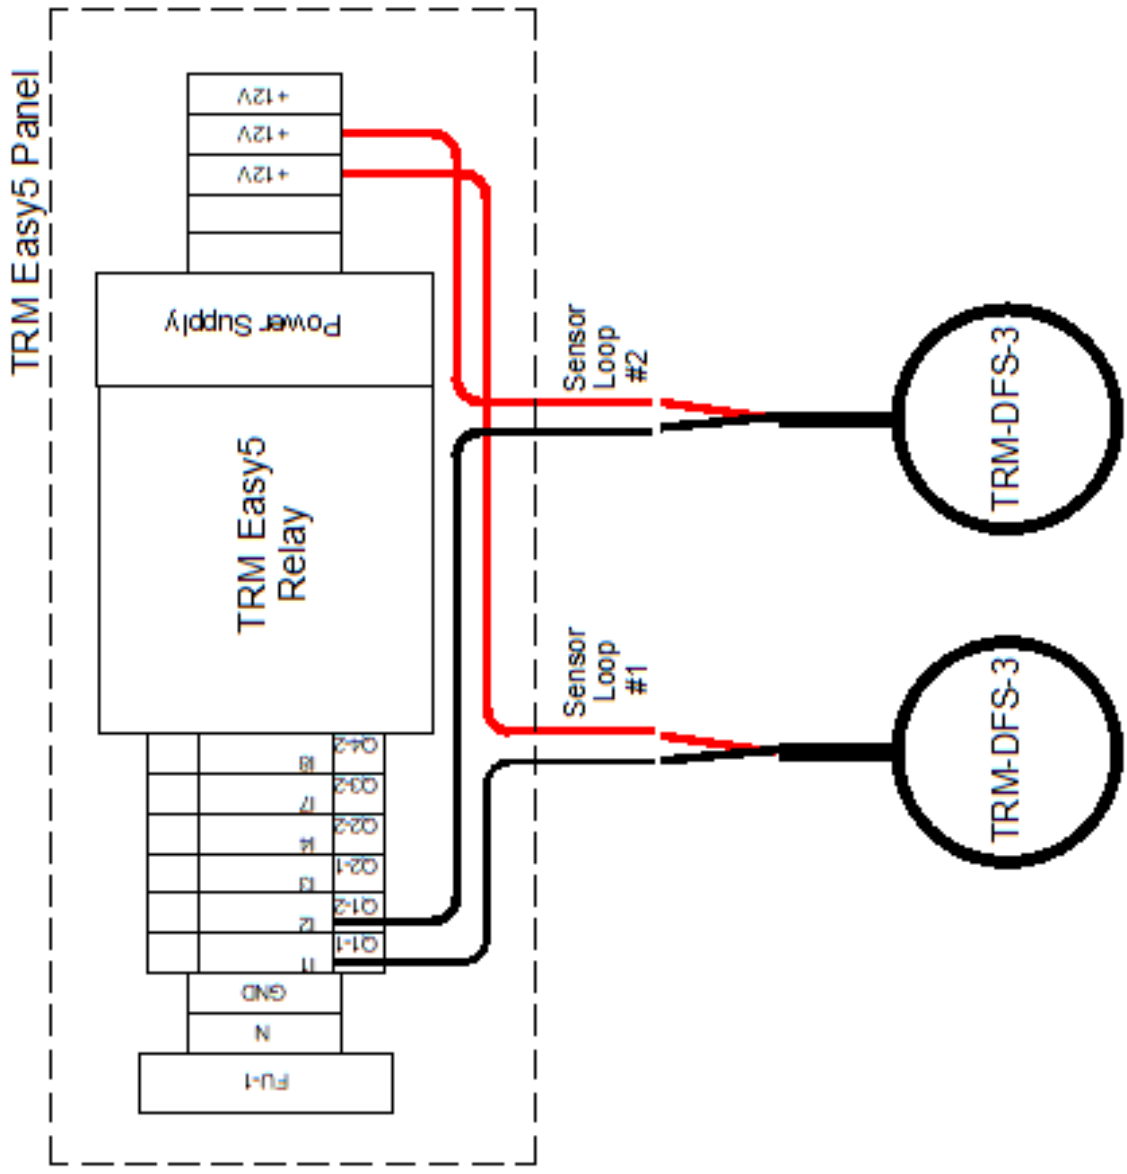 TRM Easy5 Panel
+12V
+12V
+12V
Power Supply
TRM Easy5
Relay
Sensor
Loop
#2
TRM-DFS-3
Sensor
Loop
#1
TRM-DFS-3
I8
Q4-2
I7
Q3-2
I4
Q2-2
I3
Q2-1
I2
Q1-2
I1
Q1-1
GND
N
FU-1